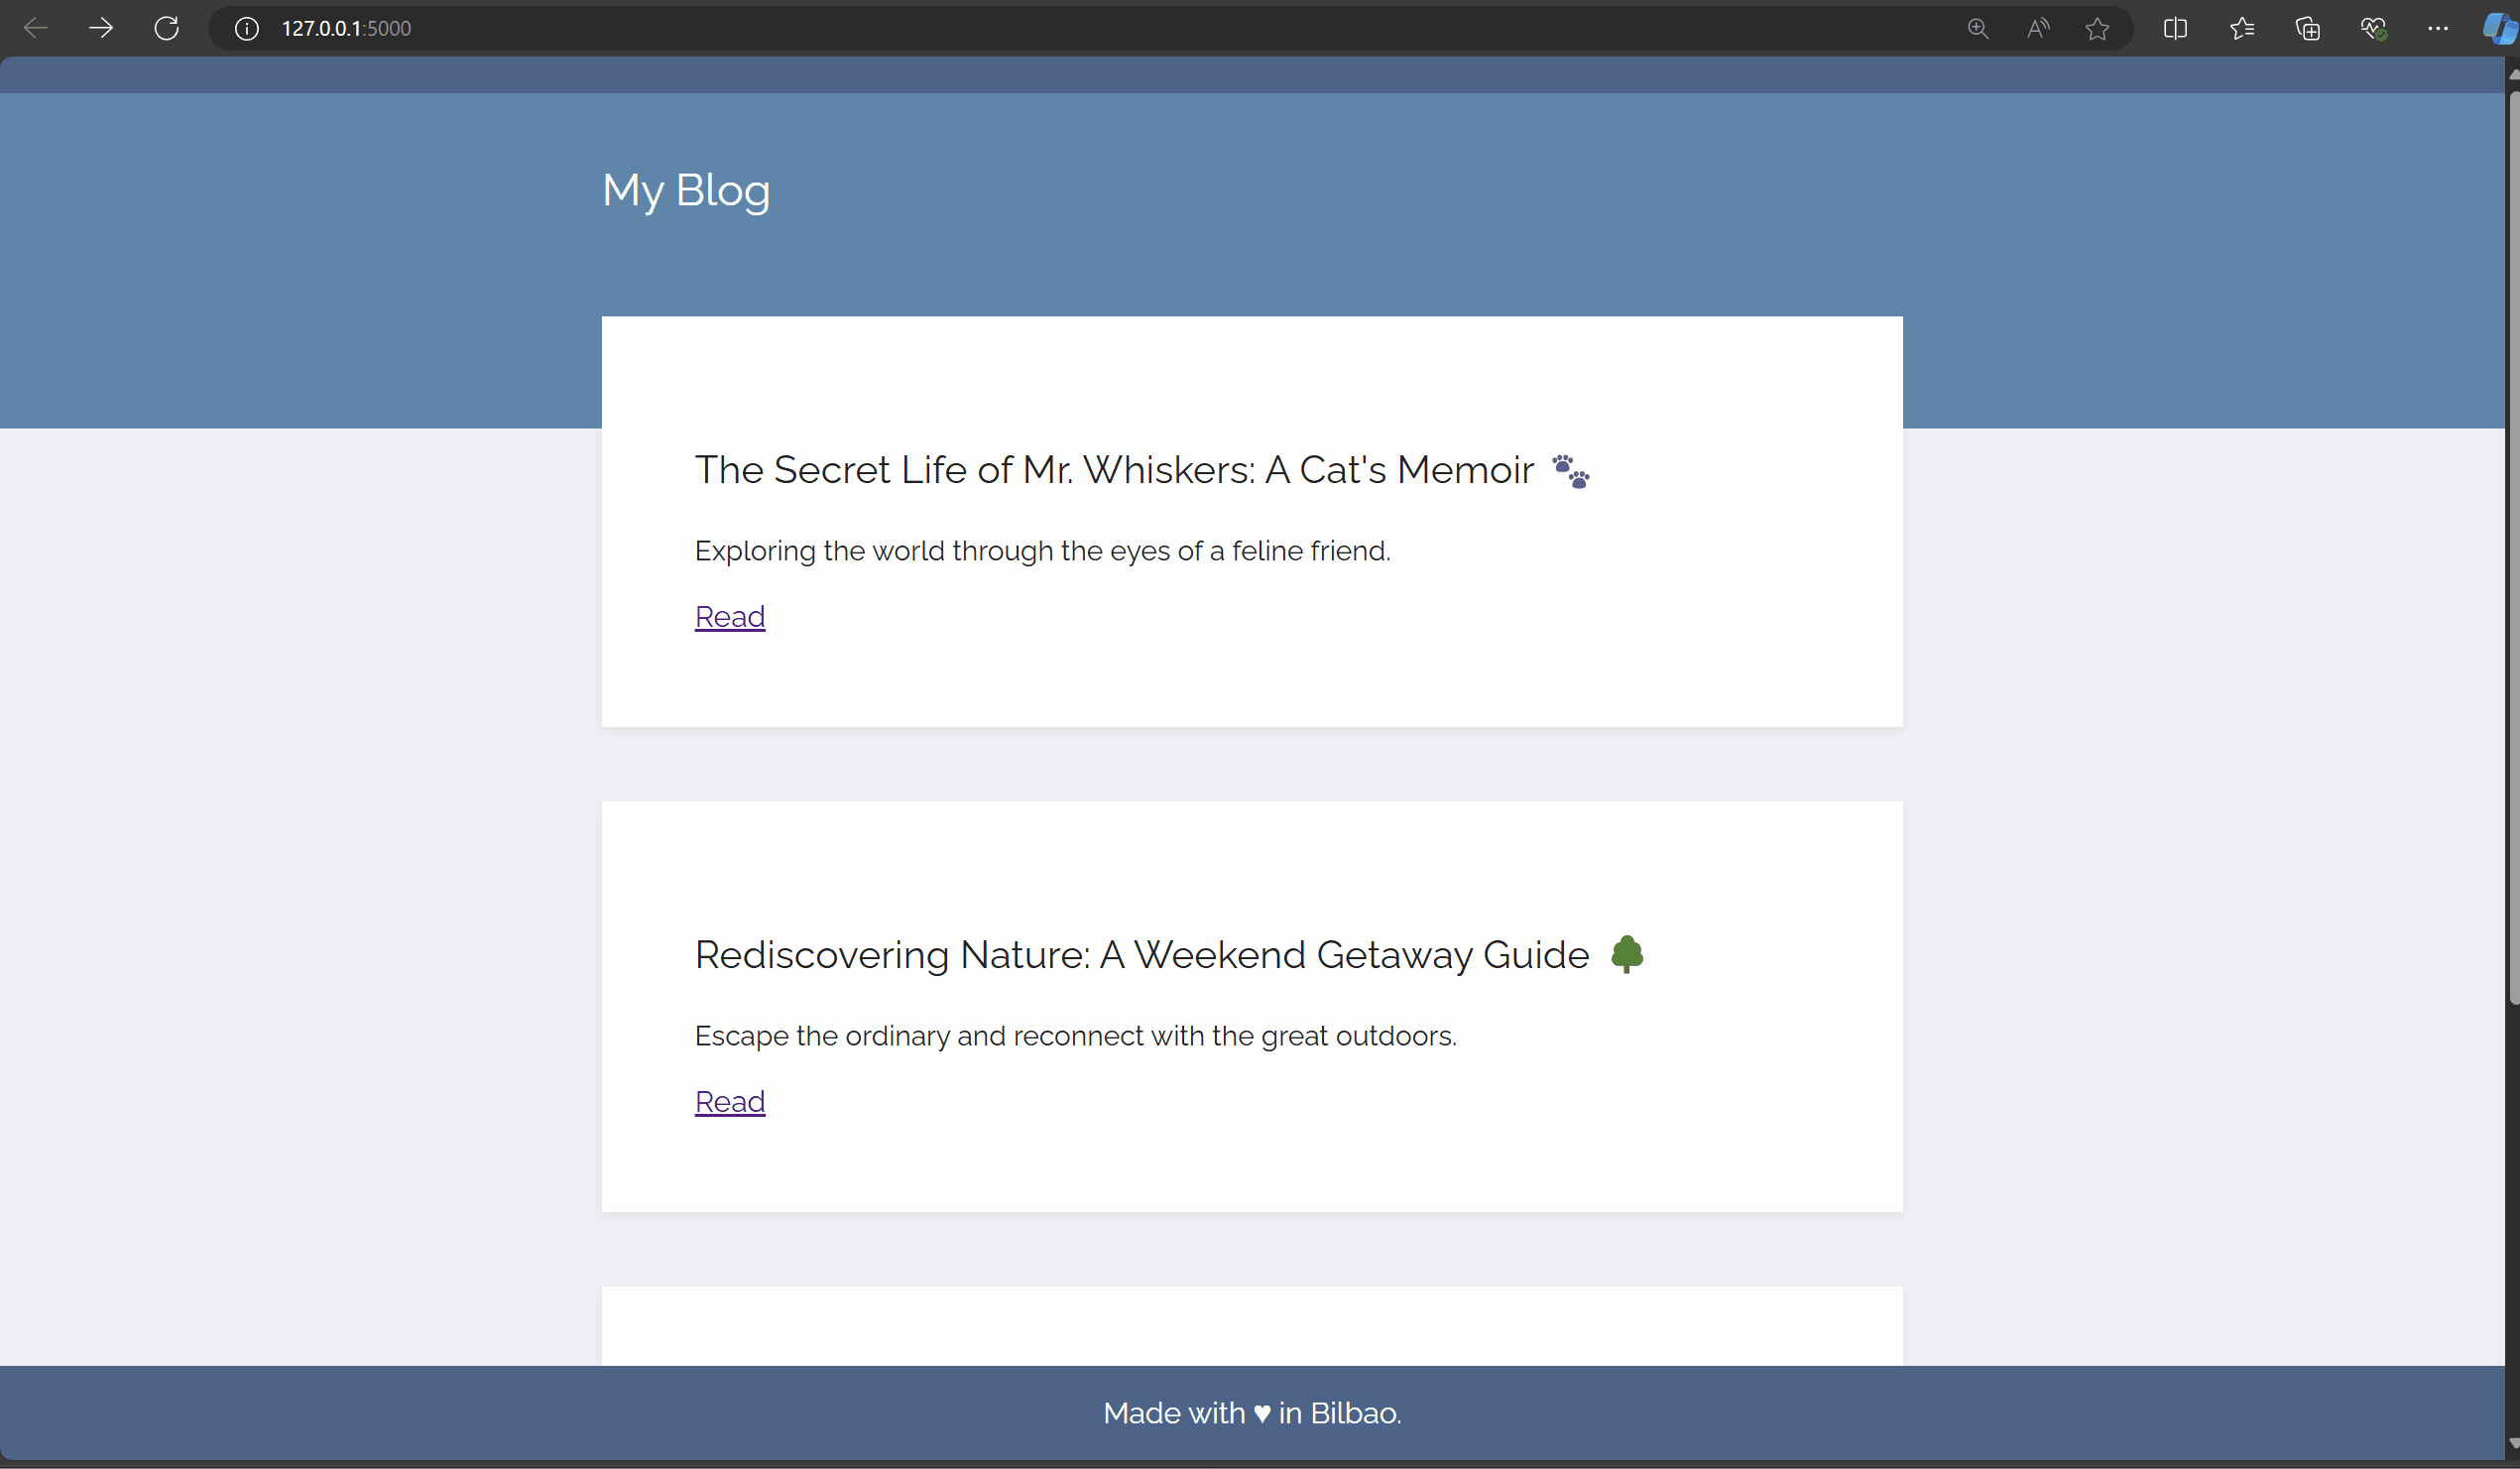 127.0.0.1:5000
My Blog
The Secret Life of Mr. Whiskers: A Cat's Memoir 🐾
Exploring the world through the eyes of a feline friend.
Read
Rediscovering Nature: A Weekend Getaway Guide 🌳
Escape the ordinary and reconnect with the great outdoors.
Read
Made with ♥ in Bilbao.